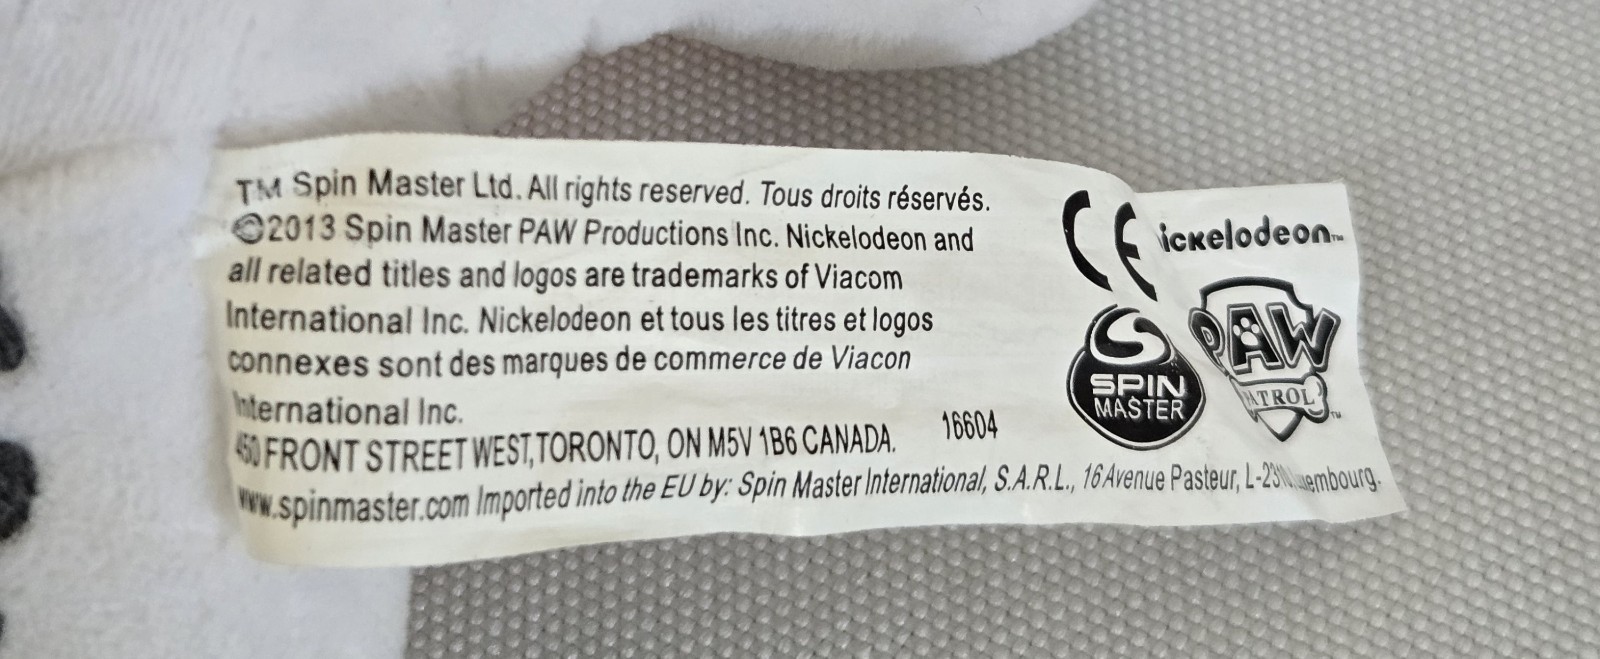 TM Spin Master Ltd. All rights reserved. Tous droits réservés.
©2013 Spin Master PAW Productions Inc. Nickelodeon and
all related titles and logos are trademarks of Viacom
International Inc. Nickelodeon et tous les titres et logos
connexes sont des marques de commerce de Viacon
International Inc.
450 FRONT STREET WEST, TORONTO, ON M5V 1B6 CANADA.
16604
www.spinmaster.com Imported into the EU by: Spin Master International, S.A.R.L., 16 Avenue Pasteur,
CE
ickelodeon™
SPIN
MASTER
PAW
ATROL™